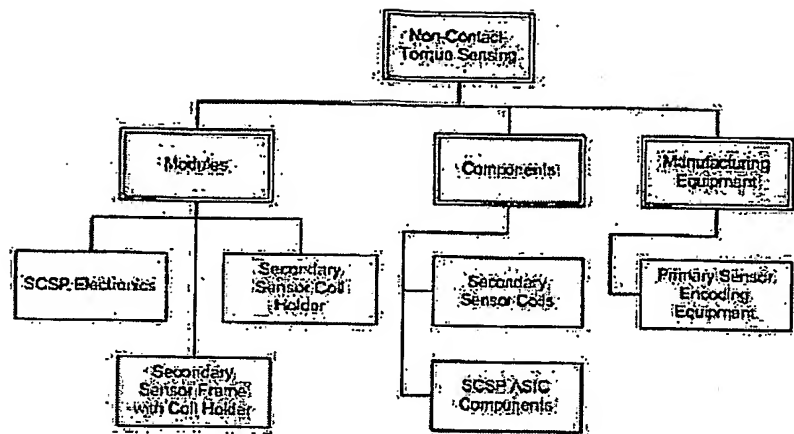 Non-Contact
Torque Sensing
Modules
Components
Manufacturing
Equipment
SCSP Electronics
Secondary
Sensor Coil
Holder
Secondary
Sensor Coils
Primary Sensor
Encoding
Equipment
Secondary
Sensor Frame
with Coil Holder
SCSP ASIC
Components